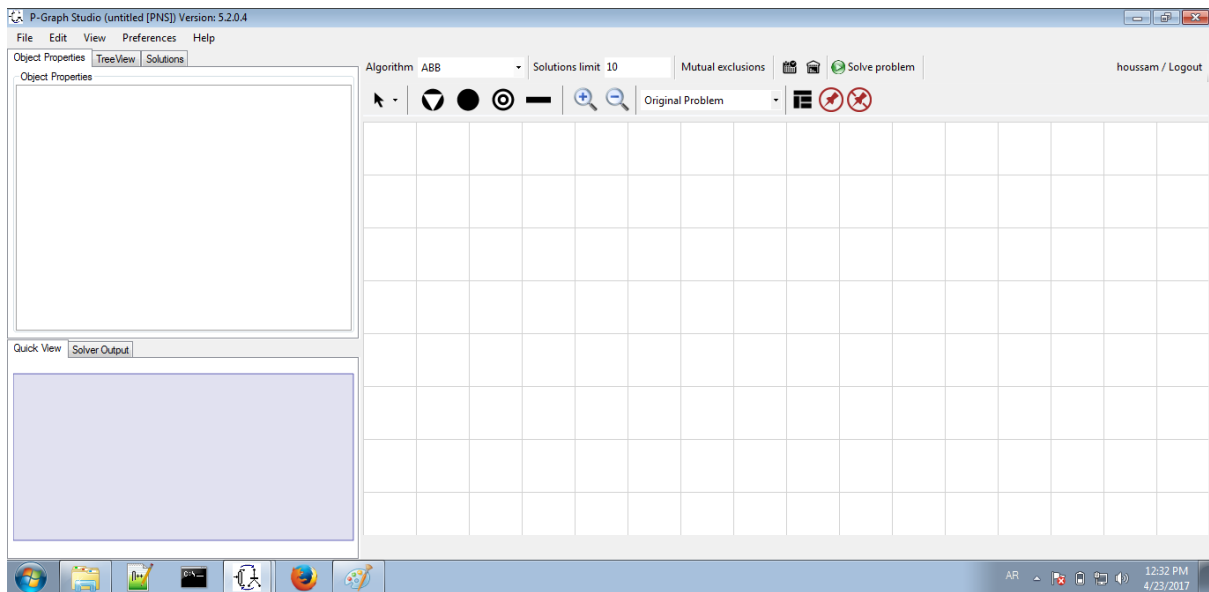 P-Graph Studio (untitled [PNS]) Version: 5.2.0.4
File Edit View Preferences Help
Object Properties TreeView Solutions
Object Properties
Algorithm ABB Solutions limit 10 Mutual exclusions Solve problem houssam / Logout
Original Problem
Quick View Solver Output
C:\_
AR 12:32 PM
4/23/2017